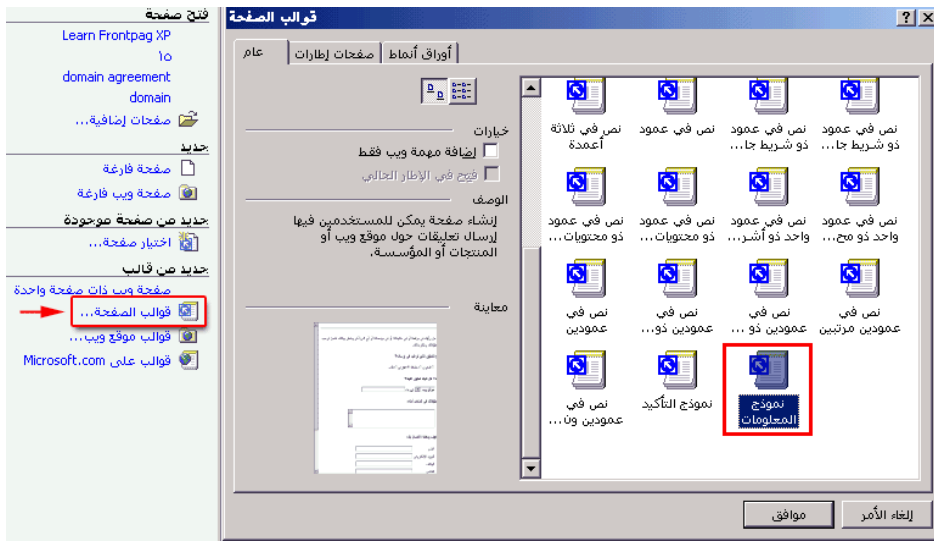 فتح صفحة
Learn Frontpag XP
١٥
domain agreement
domain
صفحات إضافية...
جديد
صفحة فارغة
صفحة ويب فارغة
جديد من صفحة موجودة
اختيار صفحة...
جديد من قالب
صفحة ويب ذات صفحة واحدة
قوالب الصفحة...
قوالب موقع ويب...
قوالب على Microsoft.com
قوالب الصفحة
عام
صفحات إطارات
أوراق أنماط
نص في عمود
ذو شريط جا...
نص في عمود
ذو شريط جا...
نص في عمود
نص في ثلاثة
أعمدة
نص في عمود
واحد ذو مح...
نص في عمود
واحد ذو أشر...
نص في عمود
ذو محتويات...
نص في عمود
ذو محتويات...
نص في
عمودين مرتبين
نص في
عمودين ذو ...
نص في
عمودين ذو...
نص في
عمودين
نموذج
المعلومات
نموذج التأكيد
نص في
عمودين ون...
خيارات
إضافة مهمة ويب فقط
فتح في الإطار الحالي
الوصف
إنشاء صفحة يمكن للمستخدمين فيها
إرسال تعليقات حول موقع ويب أو
المنتجات أو المؤسسة.
معاينة
موافق
إلغاء الأمر